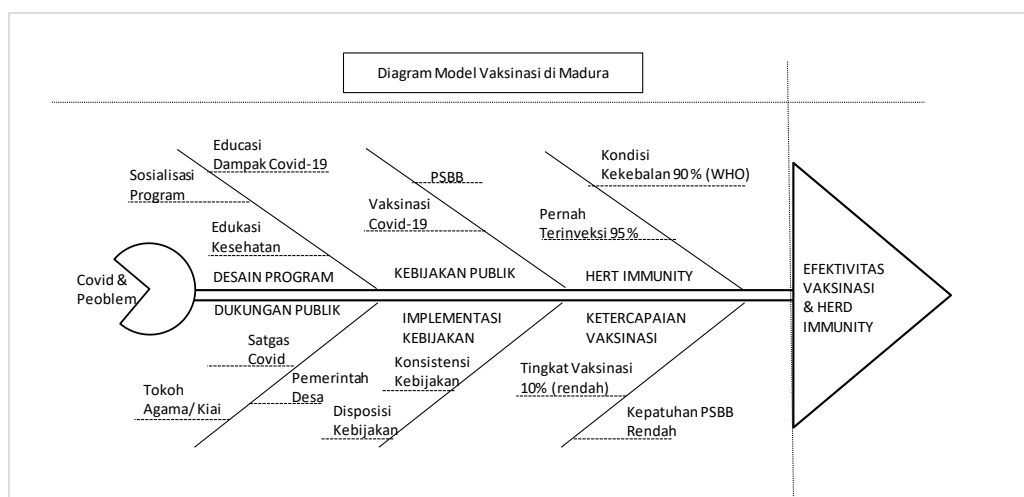 Diagram Model Vaksinasi di Madura
Educasi
Dampak Covid-19
Sosialisasi
Program
Edukasi
Kesehatan
PSBB
Vaksinasi
Covid-19
Kondisi
Kekebalan 90% (WHO)
Pernah
Terinveksi 95%
Covid &
Peoblem
DESAIN PROGRAM
KEBIJAKAN PUBLIK
HERT IMMUNITY
EFEKTIVITAS
VAKSINASI
& HERD
IMMUNITY
DUKUNGAN PUBLIK
IMPLEMENTASI
KEBIJAKAN
KETERCAPAIAN
VAKSINASI
Satgas
Covid
Pemerintah
Desa
Tokoh
Agama/Kiai
Konsistensi
Kebijakan
Disposisi
Kebijakan
Tingkat Vaksinasi
10% (rendah)
Kepatuhan PSBB
Rendah